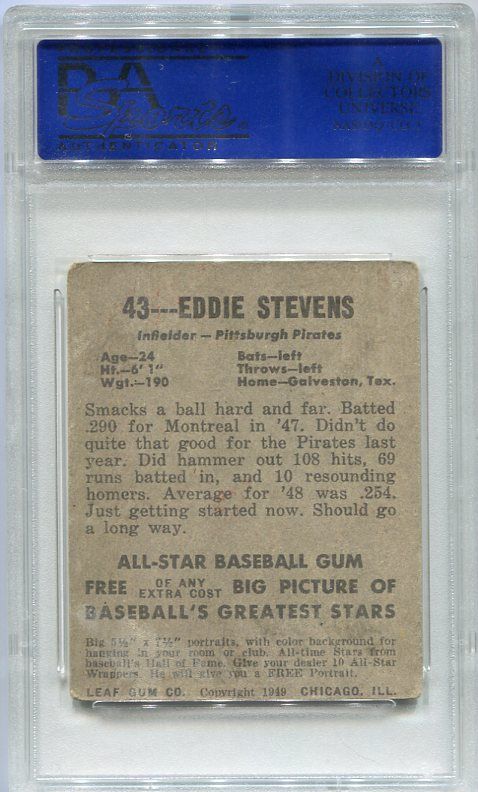 PSA
AUTHENTICATOR
A
DIVISION OF
COLLECTORS
UNIVERSE
NASDAQ: CLCT
43---EDDIE STEVENS
Infielder — Pittsburgh Pirates
Age—24 Bats—left
Ht.—6' 1" Throws—left
Wgt.—190 Home—Galveston, Tex.
Smacks a ball hard and far. Batted
.290 for Montreal in '47. Didn't do
quite that good for the Pirates last
year. Did hammer out 108 hits, 69
runs batted in, and 10 resounding
homers. Average for '48 was .254.
Just getting started now. Should go
a long way.
ALL-STAR BASEBALL GUM
FREE OF ANY EXTRA COST BIG PICTURE OF
BASEBALL'S GREATEST STARS
Big 5½" x 7½" portraits, with color background for
hanging in your room or club. All-time Stars from
baseball's Hall of Fame. Give your dealer 10 All-Star
Wrappers. He will give you a FREE Portrait.
LEAF GUM CO. Copyright 1949 CHICAGO, ILL.